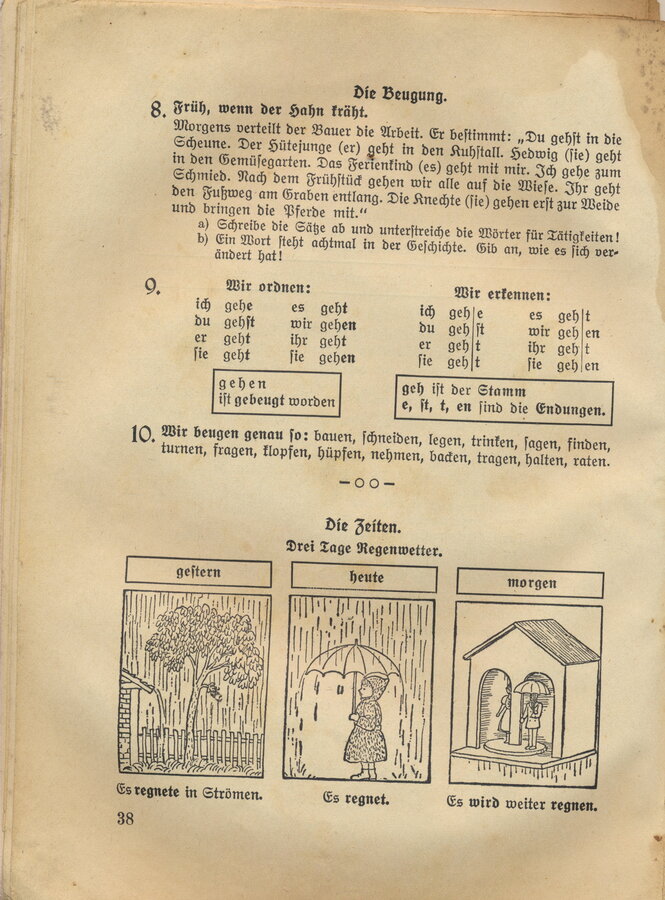 Die Beugung.
8. Früh, wenn der Hahn kräht.
Morgens verteilt der Bauer die Arbeit. Er bestimmt: „Du gehst in die
Scheune. Der Hütejunge (er) geht in den Kuhstall. Hedwig (sie) geht
in den Gemüsegarten. Das Ferienkind (es) geht mit mir. Ich gehe zum
Schmied. Nach dem Frühstück gehen wir alle auf die Wiese. Ihr geht
den Fußweg am Graben entlang. Die Knechte (sie) gehen erst zur Weide
und bringen die Pferde mit.“
a) Schreibe die Sätze ab und unterstreiche die Wörter für Tätigkeiten!
b) Ein Wort steht achtmal in der Geschichte. Gib an, wie es sich ver-
ändert hat!
9. Wir ordnen:
ich gehe es geht
du gehst wir gehen
er geht ihr geht
sie geht sie gehen
gehen
ist gebeugt worden
Wir erkennen:
ich geh|e es geh|t
du geh|st wir geh|en
er geh|t ihr geh|t
sie geh|t sie geh|en
geh ist der Stamm
e, st, t, en sind die Endungen.
10. Wir beugen genau so: bauen, schneiden, legen, trinken, sagen, finden,
turnen, fragen, klopfen, hüpfen, nehmen, backen, tragen, halten, raten.
Die Zeiten.
Drei Tage Regenwetter.
gestern
heute
morgen
Es regnete in Strömen.
Es regnet.
Es wird weiter regnen.
38